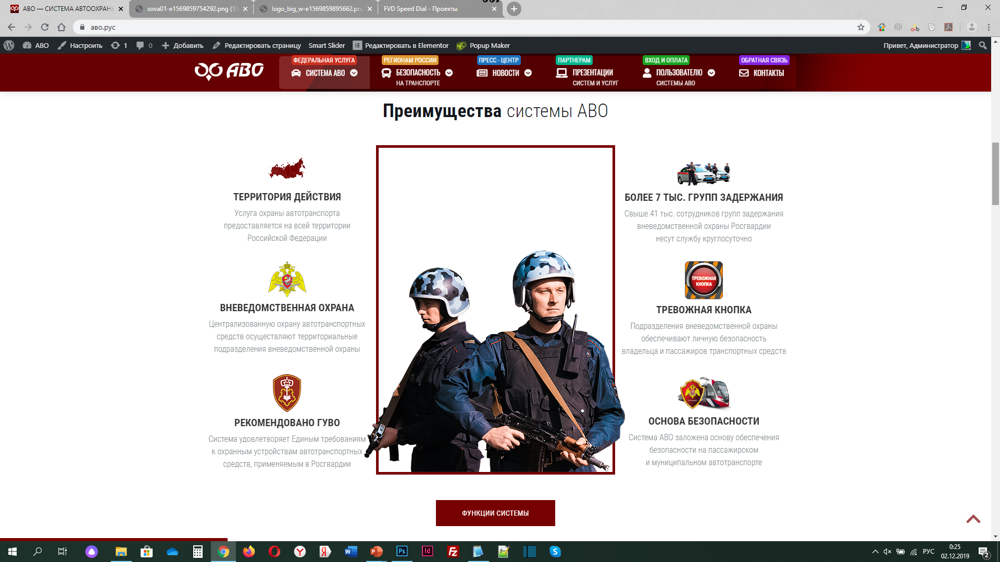 АВО — СИСТЕМА АВТООХРАНЫ
sova01-e1569859754292.png (15
logo_big_w-e1569859895662.png
FVD Speed Dial - Проекты
аво.рус
АВО
Настроить
1
0
Добавить
Редактировать страницу
Smart Slider
Редактировать в Elementor
Popup Maker
Привет, Администратор
АВО
ФЕДЕРАЛЬНАЯ УСЛУГА
СИСТЕМА АВО
РЕГИОНАМ РОССИИ
БЕЗОПАСНОСТЬ
НА ТРАНСПОРТЕ
ПРЕСС - ЦЕНТР
НОВОСТИ
ПАРТНЕРАМ
ПРЕЗЕНТАЦИИ
СИСТЕМ И УСЛУГ
ВХОД И ОПЛАТА
ПОЛЬЗОВАТЕЛЮ
СИСТЕМЫ АВО
ОБРАТНАЯ СВЯЗЬ
КОНТАКТЫ
Преимущества системы АВО
ТЕРРИТОРИЯ ДЕЙСТВИЯ
Услуга охраны автотранспорта
предоставляется на всей территории
Российской Федерации
ВНЕВЕДОМСТВЕННАЯ ОХРАНА
Централизованную охрану автотранспортных
средств осуществляют территориальные
подразделения вневедомственной охраны
РЕКОМЕНДОВАНО ГУВО
Система удовлетворяет Единым требованиям
к охранным устройствам автотранспортных
средств, применяемым в Росгвардии
БОЛЕЕ 7 ТЫС. ГРУПП ЗАДЕРЖАНИЯ
Свыше 41 тыс. сотрудников групп задержания
вневедомственной охраны Росгвардии
несут службу круглосуточно
ТРЕВОЖНАЯ
КНОПКА
ТРЕВОЖНАЯ КНОПКА
Подразделения вневедомственной охраны
обеспечивают личную безопасность
владельца и пассажиров транспортных средств
ОСНОВА БЕЗОПАСНОСТИ
Система АВО заложена основу обеспечения
безопасности на пассажирском
и муниципальном автотранспорте
ФУНКЦИИ СИСТЕМЫ
РУС
0:25
02.12.2019
2